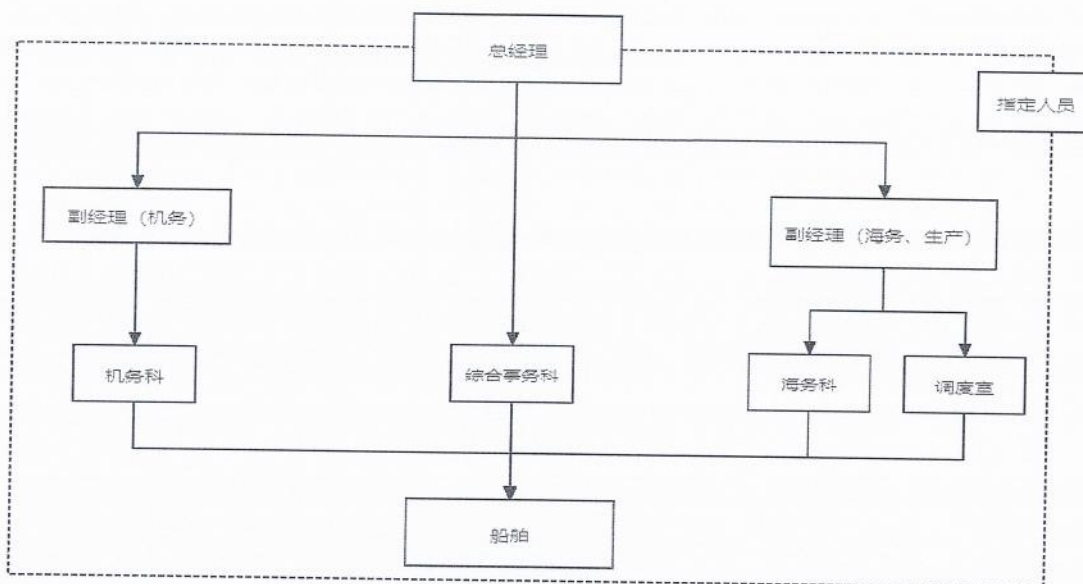 总经理
指定人员
副经理（机务）
副经理（海务、生产）
机务科
综合事务科
海务科
调度室
船舶